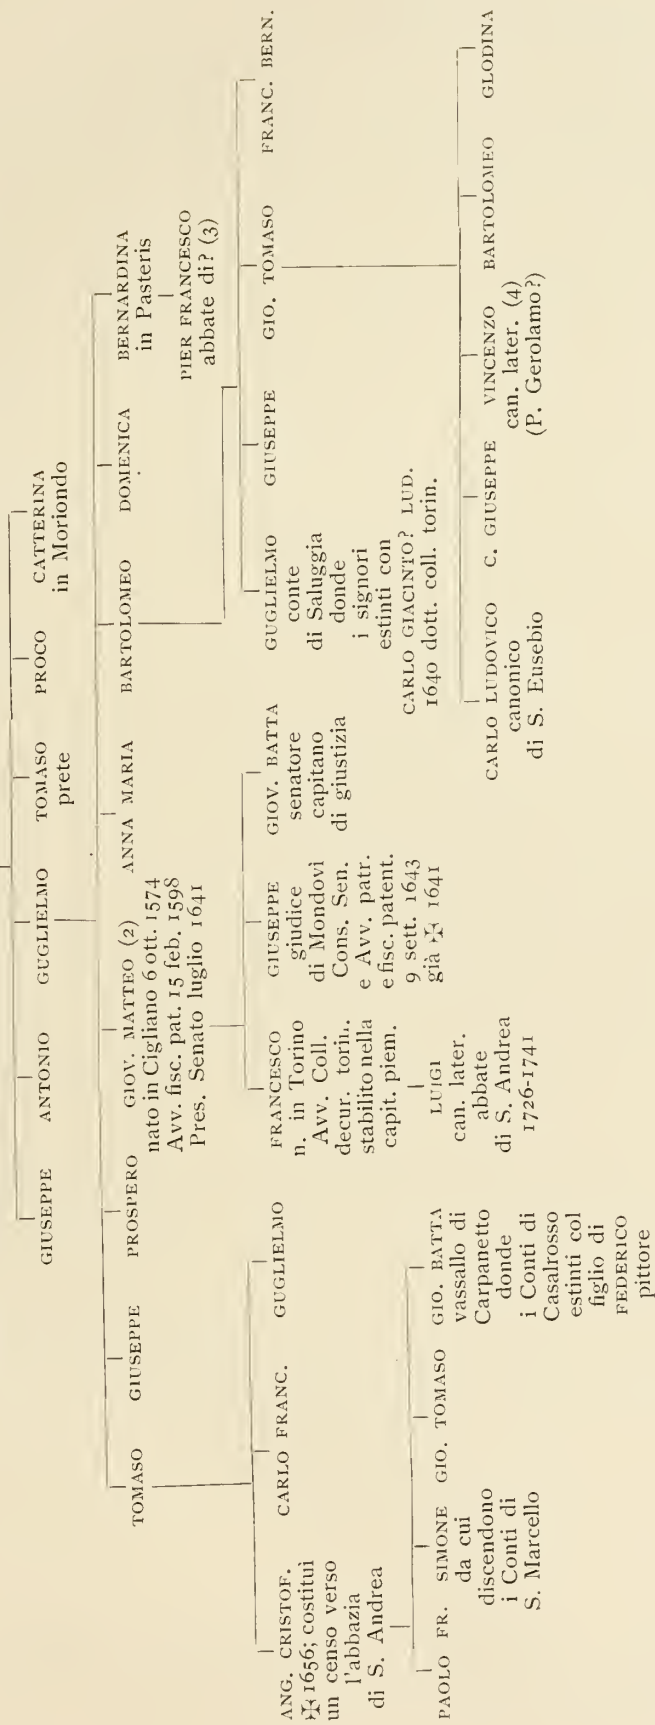 GIUSEPPE
ANTONIO
GUGLIELMO
TOMASO
prete
PROCO
CATTERINA
in Moriondo
TOMASO
GIUSEPPE
PROSPERO
GIOV. MATTEO (2)
nato in Cigliano 6 ott. 1574
Avv. fisc. pat. 15 feb. 1598
Pres. Senato luglio 1641
ANNA MARIA
BARTOLOMEO
DOMENICA
BERNARDINA
in Pasteris
PIER FRANCESCO
abbate di? (3)
ANG. CRISTOF.
✠ 1656; costituì
un censo verso
l'abbazia
di S. Andrea
CARLO FRANC.
GUGLIELMO
FRANCESCO
n. in Torino
Avv. Coll.
decur. torin.
stabilito nella
capit. piem.
GIUSEPPE
giudice
di Mondovì
Cons. Sen.
e Avv. patr.
e fisc. patent.
9 sett. 1643
già ✠ 1641
GIOV. BATTA
senatore
capitano
di giustizia
GUGLIELMO
conte
di Saluggia
donde
i signori
estinti con
CARLO GIACINTO? LUD.
1640 dott. coll. torin.
GIUSEPPE
GIO. TOMASO
FRANC. BERN.
PAOLO FR.
SIMONE
da cui
discendono
i Conti di
S. Marcello
GIO. TOMASO
GIO. BATTA
vassallo di
Carpanetto
donde
i Conti di
Casalrosso
estinti col
figlio di
FEDERICO
pittore
LUIGI
can. later.
abbate
di S. Andrea
1726-1741
CARLO LUDOVICO
canonico
di S. Eusebio
C. GIUSEPPE
VINCENZO
can. later. (4)
(P. Gerolamo?)
BARTOLOMEO
GLODINA